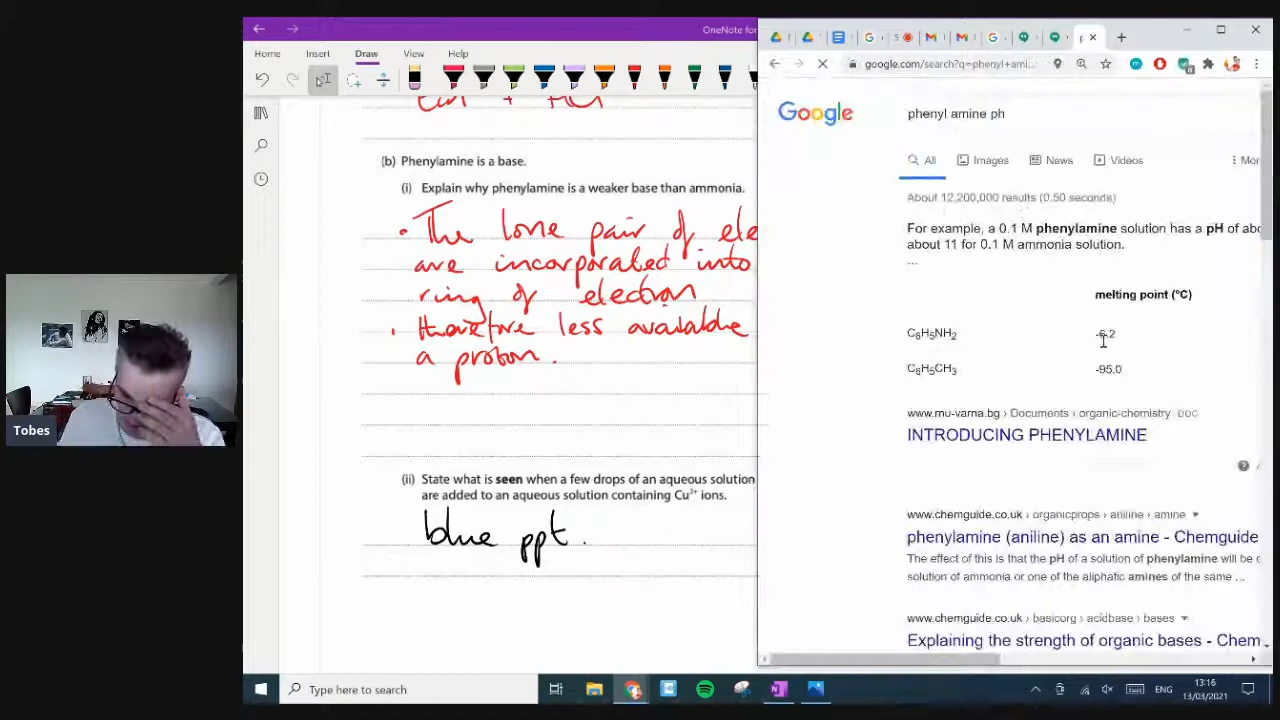 OneNote for
Home Insert Draw View Help
+ HCl
(b) Phenylamine is a base.
(i) Explain why phenylamine is a weaker base than ammonia.
• The lone pair of ele
are incorporated into
ring of electron
• therefore less available
a proton.
(ii) State what is seen when a few drops of an aqueous solution
are added to an aqueous solution containing Cu²⁺ ions.
blue ppt.
Tobes
google.com/search?q=phenyl+ami...
Google
phenyl amine ph
All Images News Videos Mor
About 12,200,000 results (0.50 seconds)
For example, a 0.1 M phenylamine solution has a pH of abo
about 11 for 0.1 M ammonia solution.
...
melting point (°C)
C₆H₅NH₂ -6.2
C₆H₅CH₃ -95.0
www.mu-varna.bg › Documents › organic-chemistry DOC
INTRODUCING PHENYLAMINE
www.chemguide.co.uk › organicprops › aniline › amine
phenylamine (aniline) as an amine - Chemguide
The effect of this is that the pH of a solution of phenylamine will be c
solution of ammonia or one of the aliphatic amines of the same ...
www.chemguide.co.uk › basicorg › acidbase › bases
Explaining the strength of organic bases - Chem
Type here to search
ENG
13:16
13/03/2021